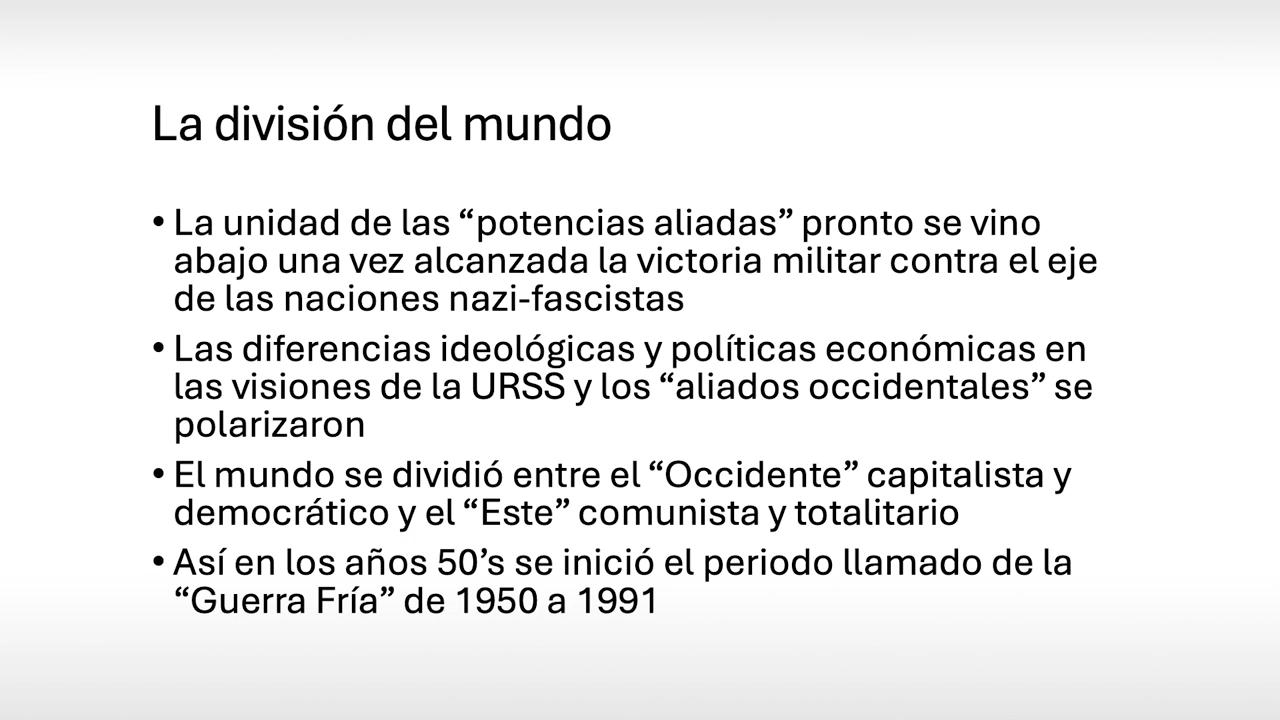 La división del mundo
• La unidad de las “potencias aliadas” pronto se vino
abajo una vez alcanzada la victoria militar contra el eje
de las naciones nazi-fascistas
• Las diferencias ideológicas y políticas económicas en
las visiones de la URSS y los “aliados occidentales” se
polarizaron
• El mundo se dividió entre el “Occidente” capitalista y
democrático y el “Este” comunista y totalitario
• Así en los años 50’s se inició el periodo llamado de la
“Guerra Fría” de 1950 a 1991